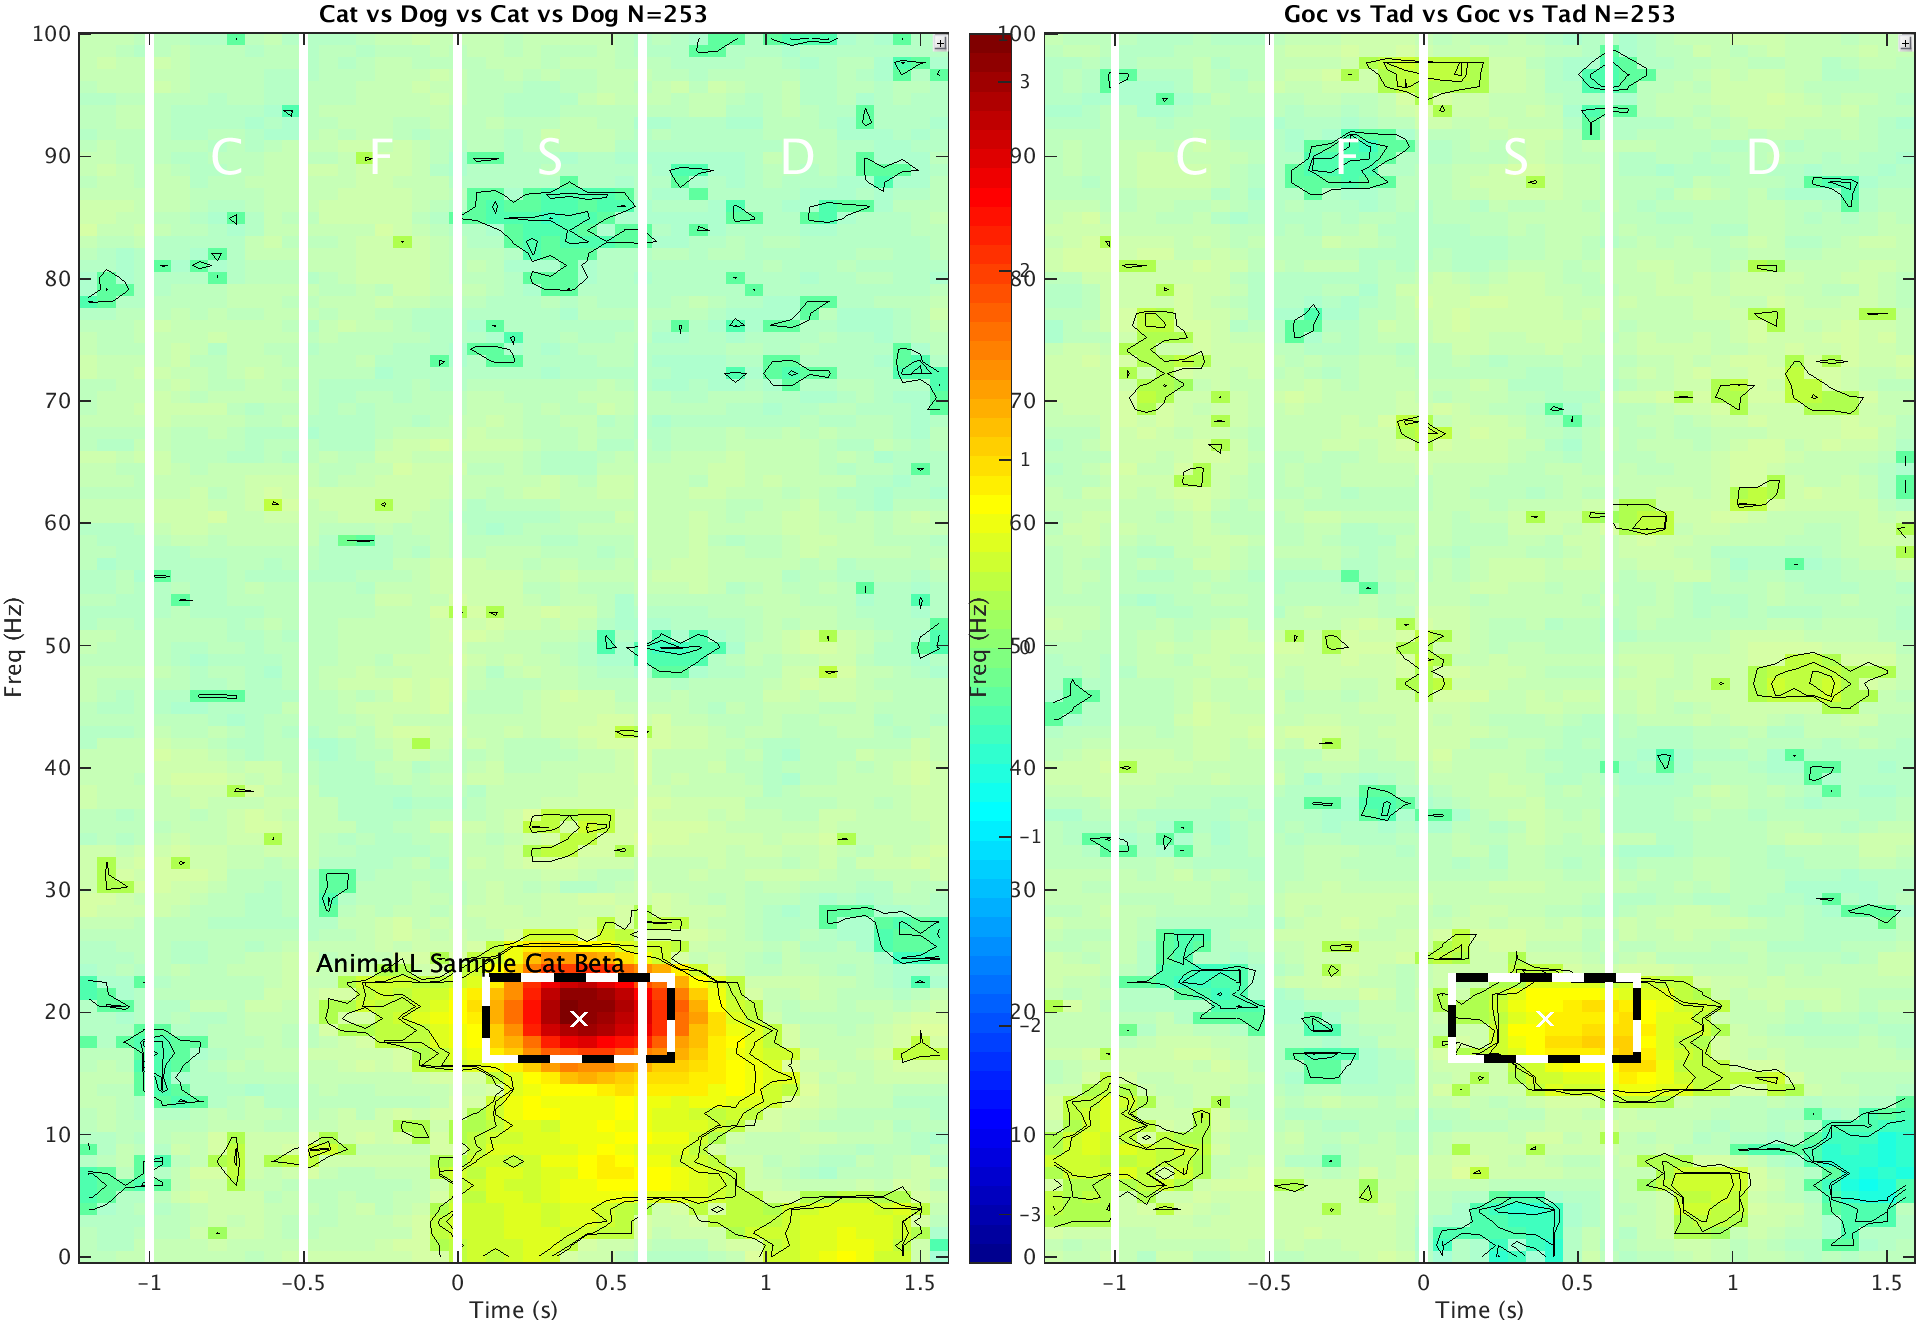 Cat vs Dog vs Cat vs Dog N=253
C F S D
Animal L Sample Cat Beta
×
Freq (Hz)
100
90
80
70
60
50
40
30
20
10
0
−1 −0.5 0 0.5 1 1.5
Time (s)
3
2
1
0
−1
−2
−3
Goc vs Tad vs Goc vs Tad N=253
C F S D
×
Freq (Hz)
100
90
80
70
60
50
40
30
20
10
0
−1 −0.5 0 0.5 1 1.5
Time (s)